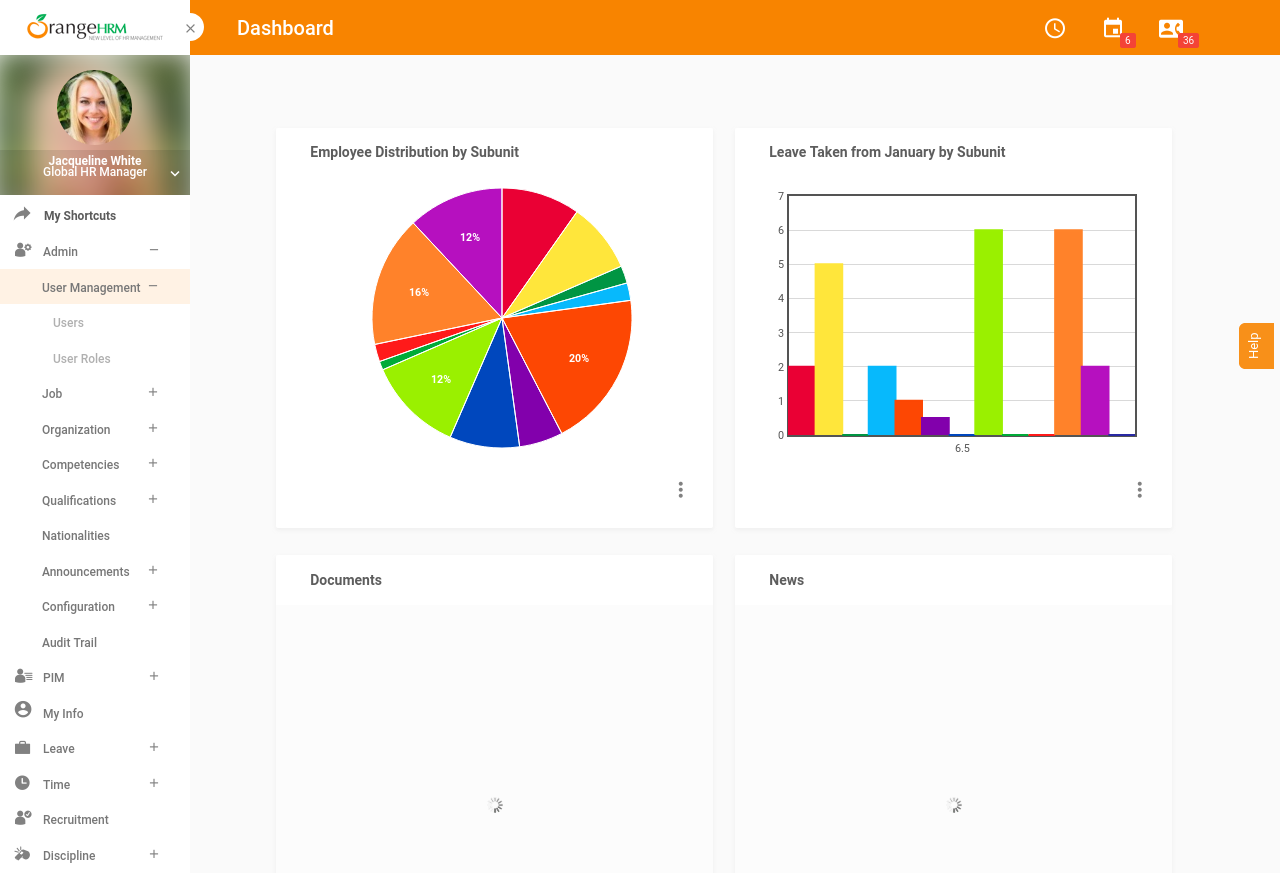 OrangeHRM
NEW LEVEL OF HR MANAGEMENT
Dashboard
6
36
Jacqueline White
Global HR Manager
My Shortcuts
Admin
User Management
Users
User Roles
Job
Organization
Competencies
Qualifications
Nationalities
Announcements
Configuration
Audit Trail
PIM
My Info
Leave
Time
Recruitment
Discipline
Employee Distribution by Subunit
12%
16%
20%
12%
Leave Taken from January by Subunit
7
6
5
4
3
2
1
0
6.5
Documents
News
Help